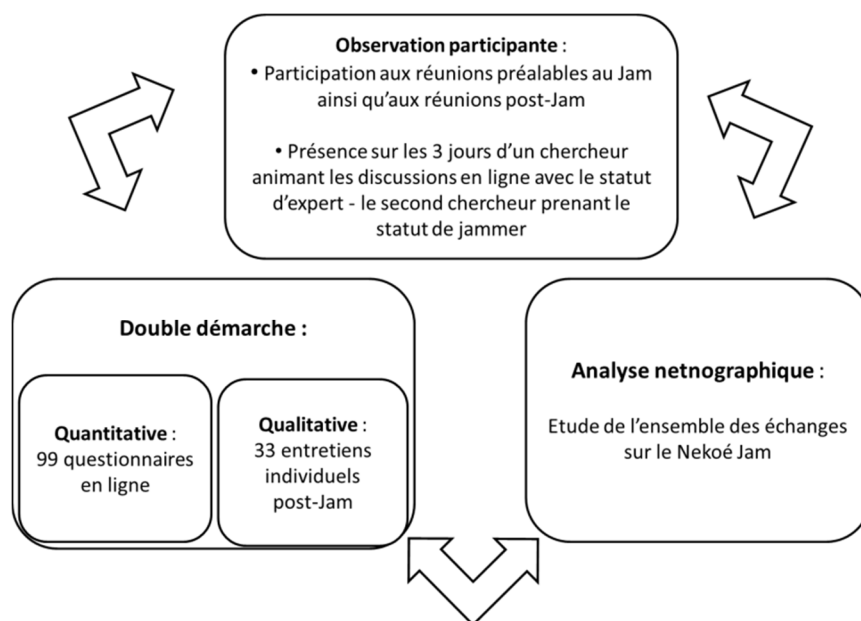 Observation participante :
• Participation aux réunions préalables au Jam
ainsi qu'aux réunions post-Jam
• Présence sur les 3 jours d'un chercheur
animant les discussions en ligne avec le statut
d'expert - le second chercheur prenant le
statut de jammer
Double démarche :
Quantitative :
99 questionnaires
en ligne
Qualitative :
33 entretiens
individuels
post-Jam
Analyse netnographique :
Etude de l'ensemble des échanges
sur le Nekoé Jam